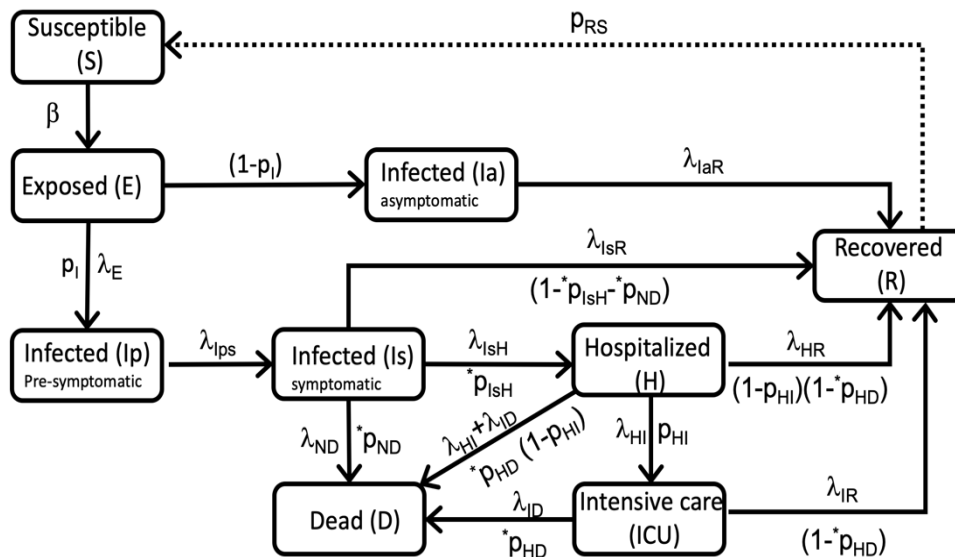 Susceptible
(S)
p_RS
β
Exposed (E)
(1-p_I)
Infected (Ia)
asymptomatic
λ_IaR
p_I λ_E
λ_IsR
(1-*p_IsH-*p_ND)
Recovered
(R)
Infected (Ip)
Pre-symptomatic
λ_Ips
Infected (Is)
symptomatic
λ_IsH
*p_IsH
Hospitalized
(H)
λ_HR
(1-p_HI)(1-*p_HD)
λ_ND *p_ND
λ_HI+λ_ID
*p_HD (1-p_HI)
λ_HI p_HI
Dead (D)
λ_ID
*p_HD
Intensive care
(ICU)
λ_IR
(1-*p_HD)